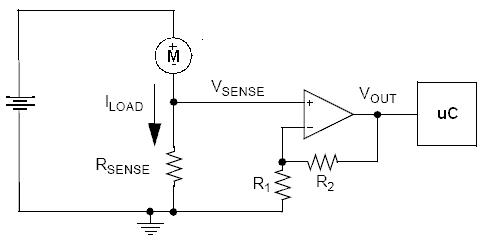 +
M
-
ILOAD
VSENSE
+
-
VOUT
uC
RSENSE
R1
R2